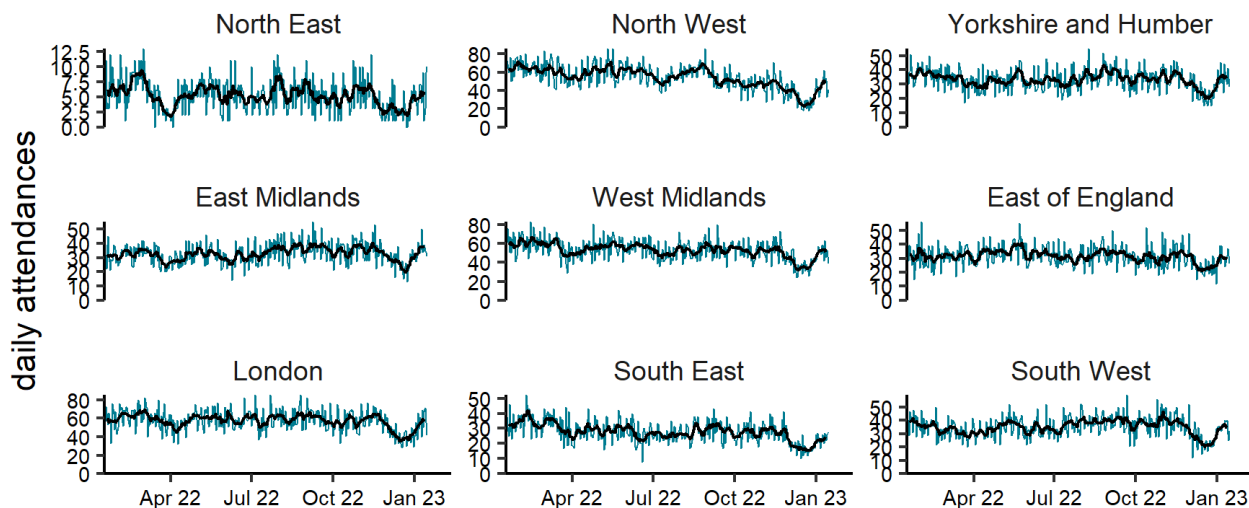 North East North West Yorkshire and Humber
12.5 80 50
10.0 60 40
7.5 40 30
5.0 20 20
2.5 0 10
0.0 0
daily attendances
East Midlands West Midlands East of England
50 80 50
40 60 40
30 40 30
20 20 20
10 0 10
0 0
London South East South West
80 50 50
60 40 40
40 30 30
20 20 20
0 10 10
0 0
Apr 22 Jul 22 Oct 22 Jan 23 Apr 22 Jul 22 Oct 22 Jan 23 Apr 22 Jul 22 Oct 22 Jan 23